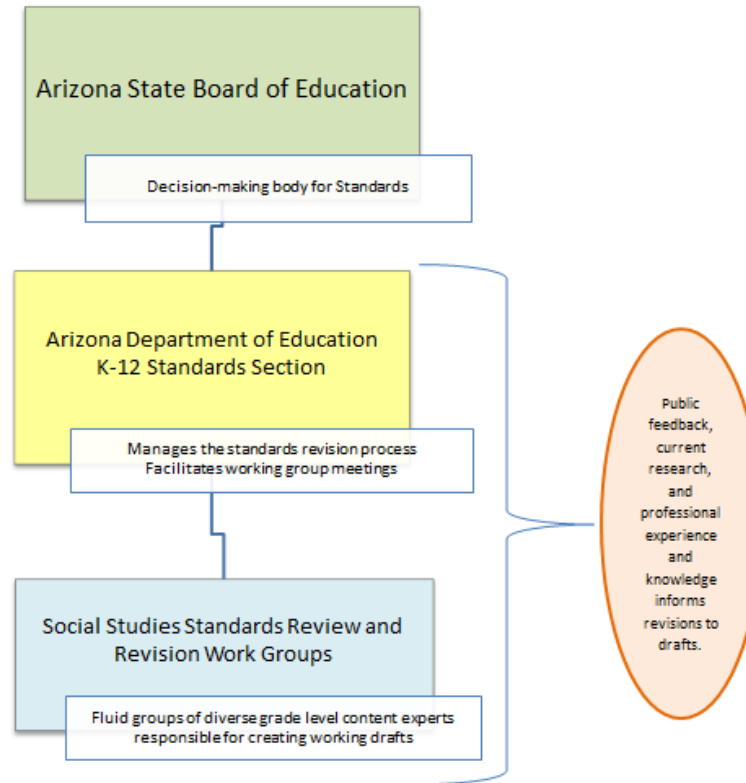 Arizona State Board of Education
Decision-making body for Standards
Arizona Department of Education
K-12 Standards Section
Manages the standards revision process
Facilitates working group meetings
Social Studies Standards Review and
Revision Work Groups
Fluid groups of diverse grade level content experts
responsible for creating working drafts
Public
feedback,
current
research,
and
professional
experience
and
knowledge
informs
revisions to
drafts.